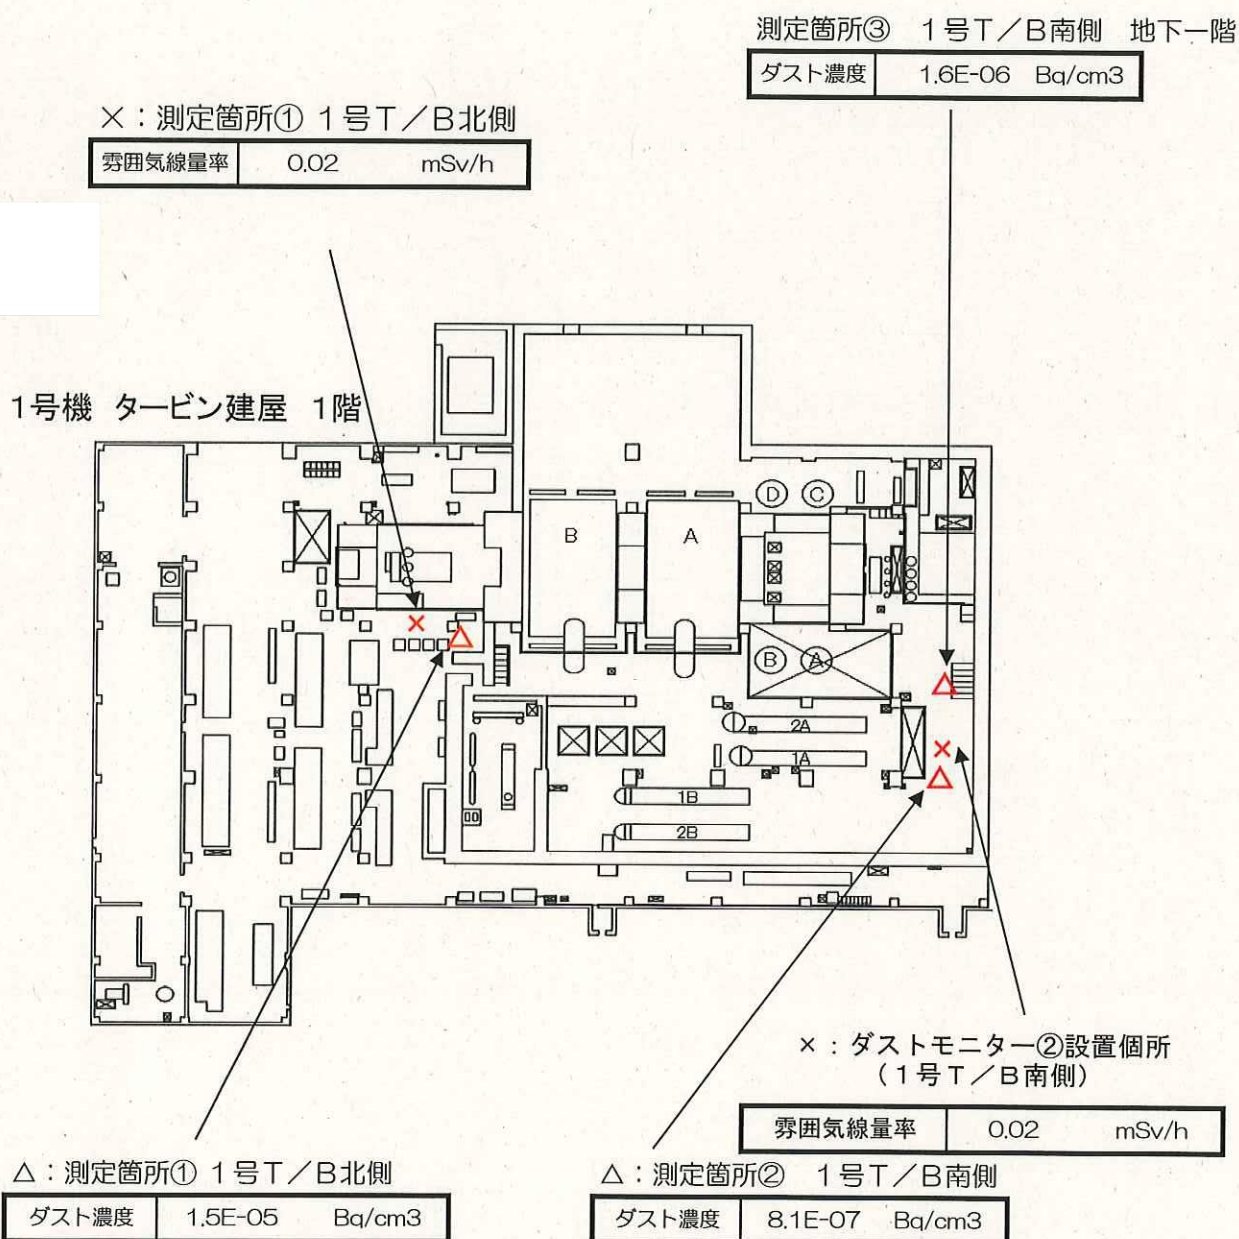 測定箇所③ 1号T/B南側 地下一階
ダスト濃度 1.6E-06 Bq/cm3
×:測定箇所① 1号T/B北側
雰囲気線量率 0.02 mSv/h
1号機 タービン建屋 1階
D C
B A
B A
2A
1A
1B
2B
×:ダストモニター②設置個所
(1号T/B南側)
雰囲気線量率 0.02 mSv/h
△:測定箇所① 1号T/B北側
ダスト濃度 1.5E-05 Bq/cm3
△:測定箇所② 1号T/B南側
ダスト濃度 8.1E-07 Bq/cm3